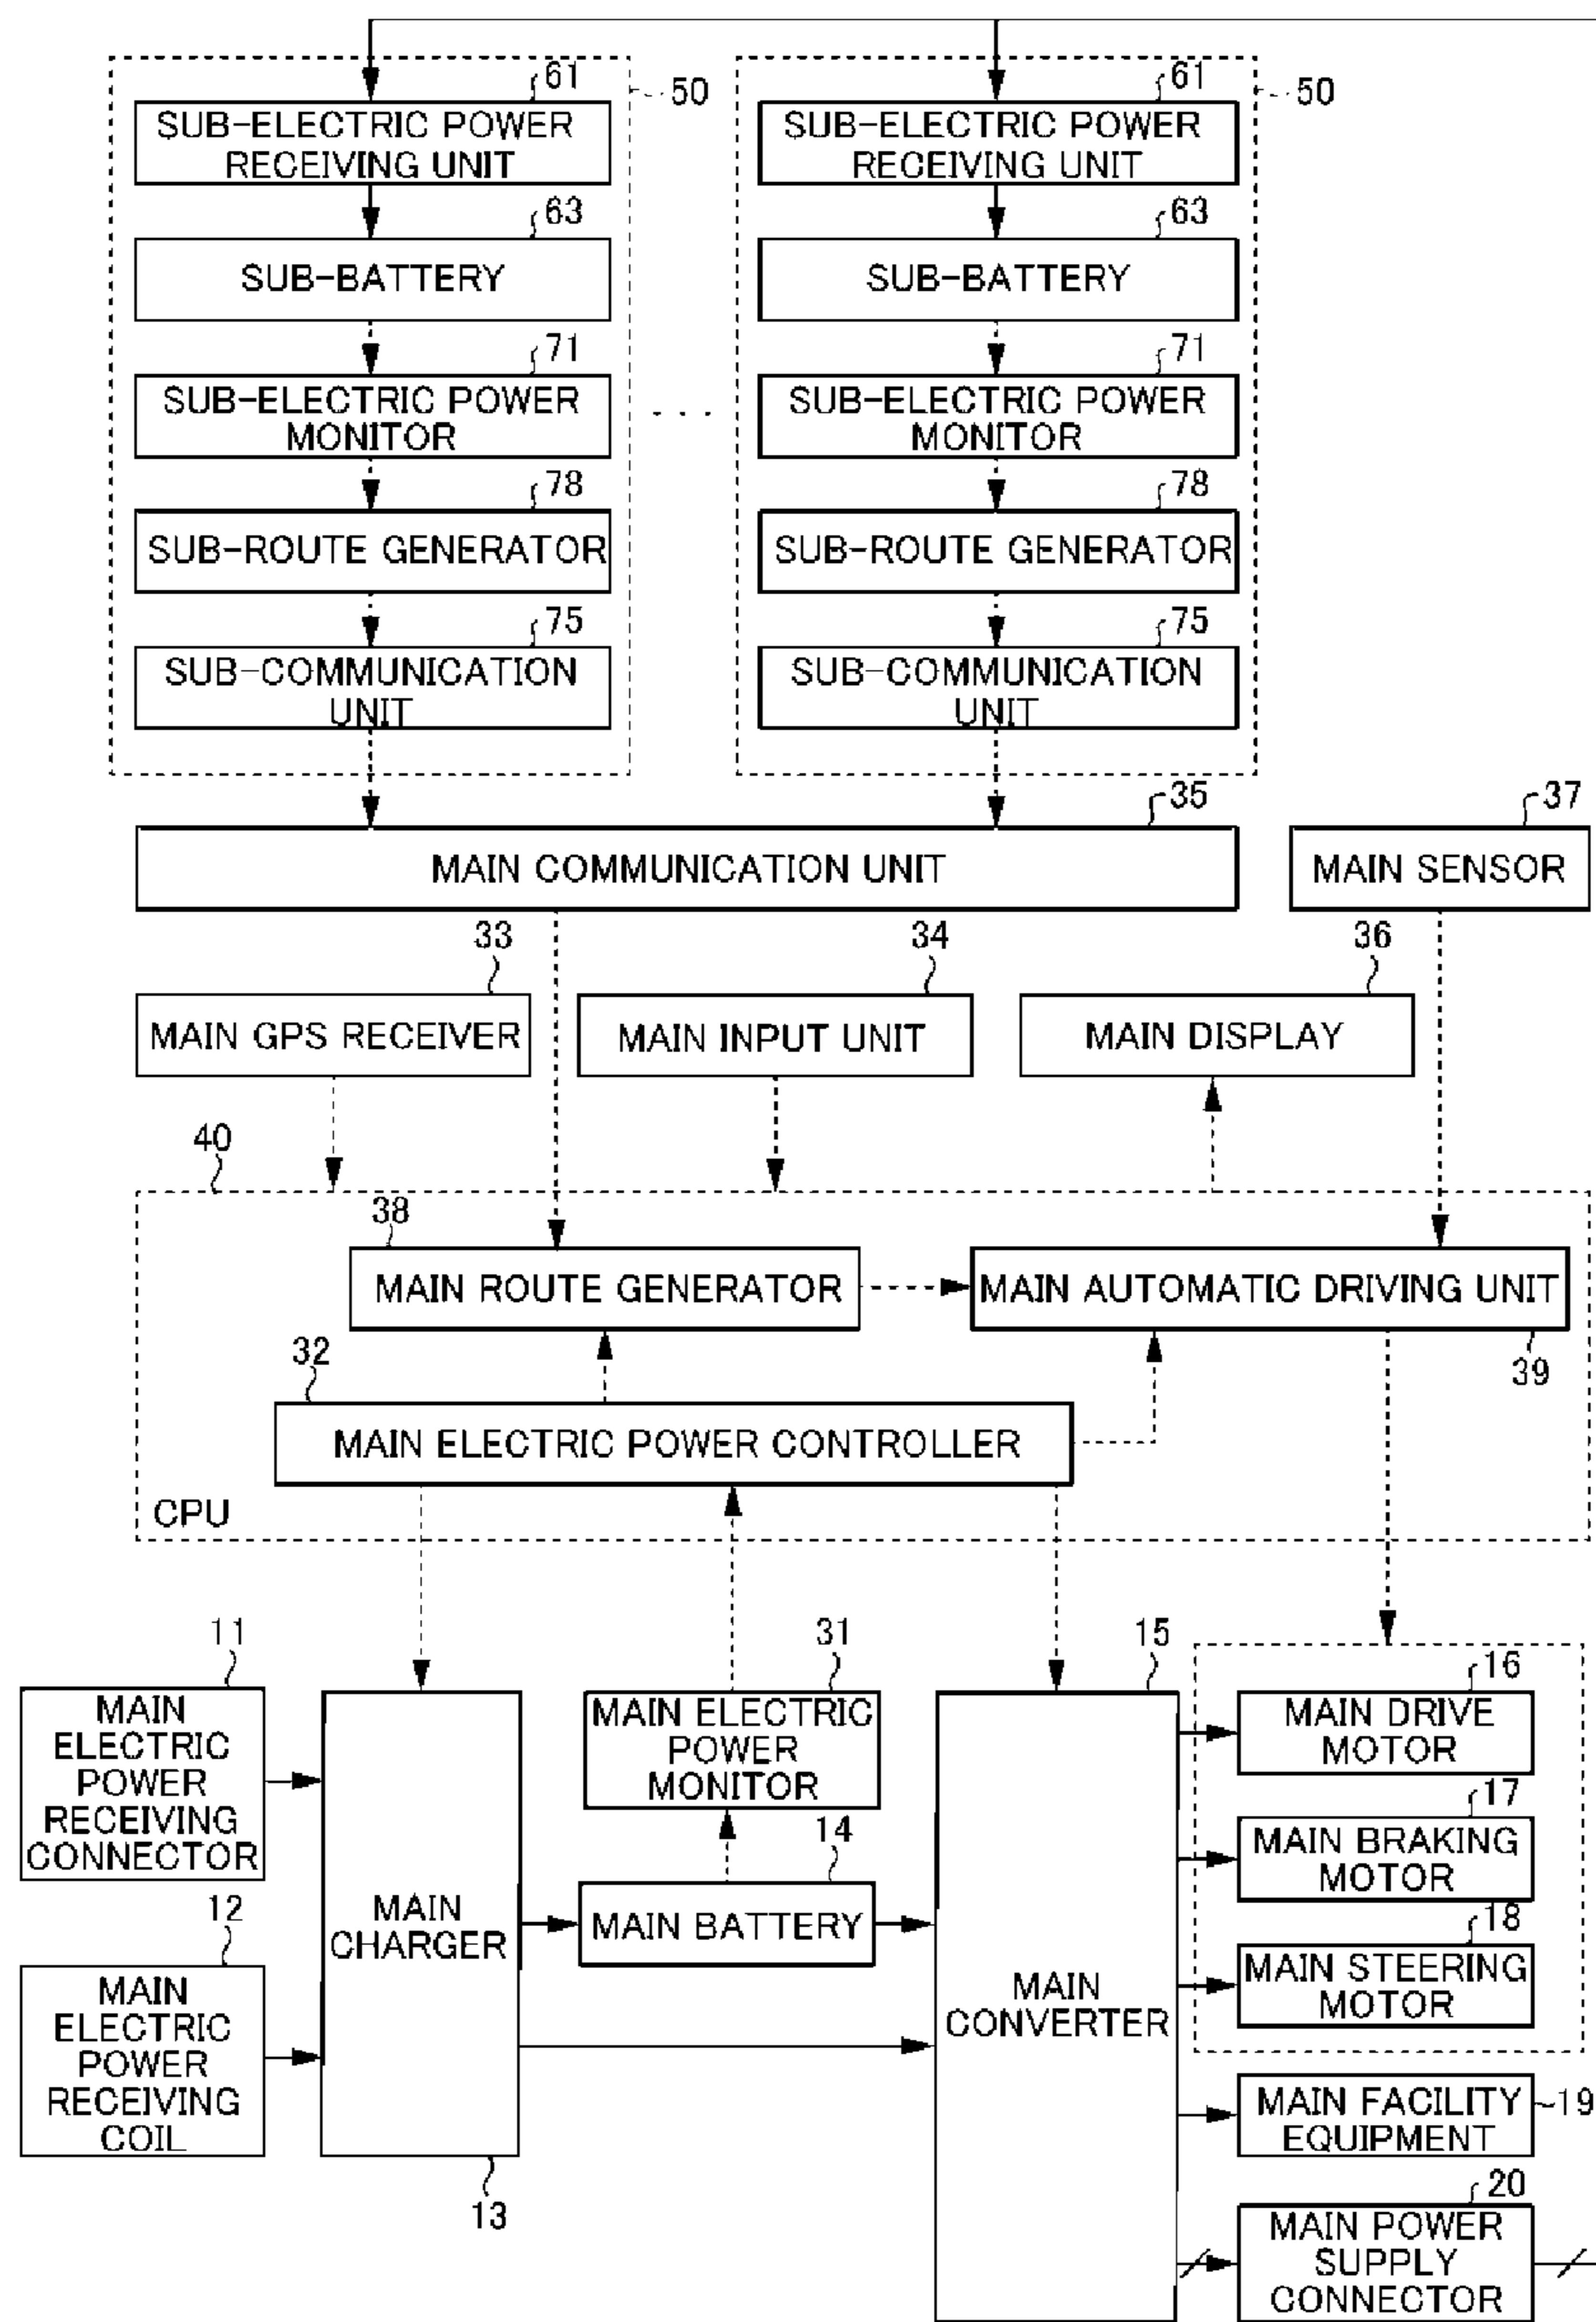 61
50
SUB-ELECTRIC POWER
RECEIVING UNIT
63
SUB-BATTERY
71
SUB-ELECTRIC POWER
MONITOR
78
SUB-ROUTE GENERATOR
75
SUB-COMMUNICATION
UNIT
. . .
61
50
SUB-ELECTRIC POWER
RECEIVING UNIT
63
SUB-BATTERY
71
SUB-ELECTRIC POWER
MONITOR
78
SUB-ROUTE GENERATOR
75
SUB-COMMUNICATION
UNIT
35
MAIN COMMUNICATION UNIT
37
MAIN SENSOR
33
MAIN GPS RECEIVER
34
MAIN INPUT UNIT
36
MAIN DISPLAY
40
38
MAIN ROUTE GENERATOR
MAIN AUTOMATIC DRIVING UNIT
39
32
MAIN ELECTRIC POWER CONTROLLER
CPU
11
MAIN
ELECTRIC
POWER
RECEIVING
CONNECTOR
12
MAIN
ELECTRIC
POWER
RECEIVING
COIL
MAIN
CHARGER
13
31
MAIN ELECTRIC
POWER
MONITOR
14
MAIN BATTERY
15
MAIN
CONVERTER
16
MAIN DRIVE
MOTOR
17
MAIN BRAKING
MOTOR
18
MAIN STEERING
MOTOR
MAIN FACILITY
EQUIPMENT
19
20
MAIN POWER
SUPPLY
CONNECTOR